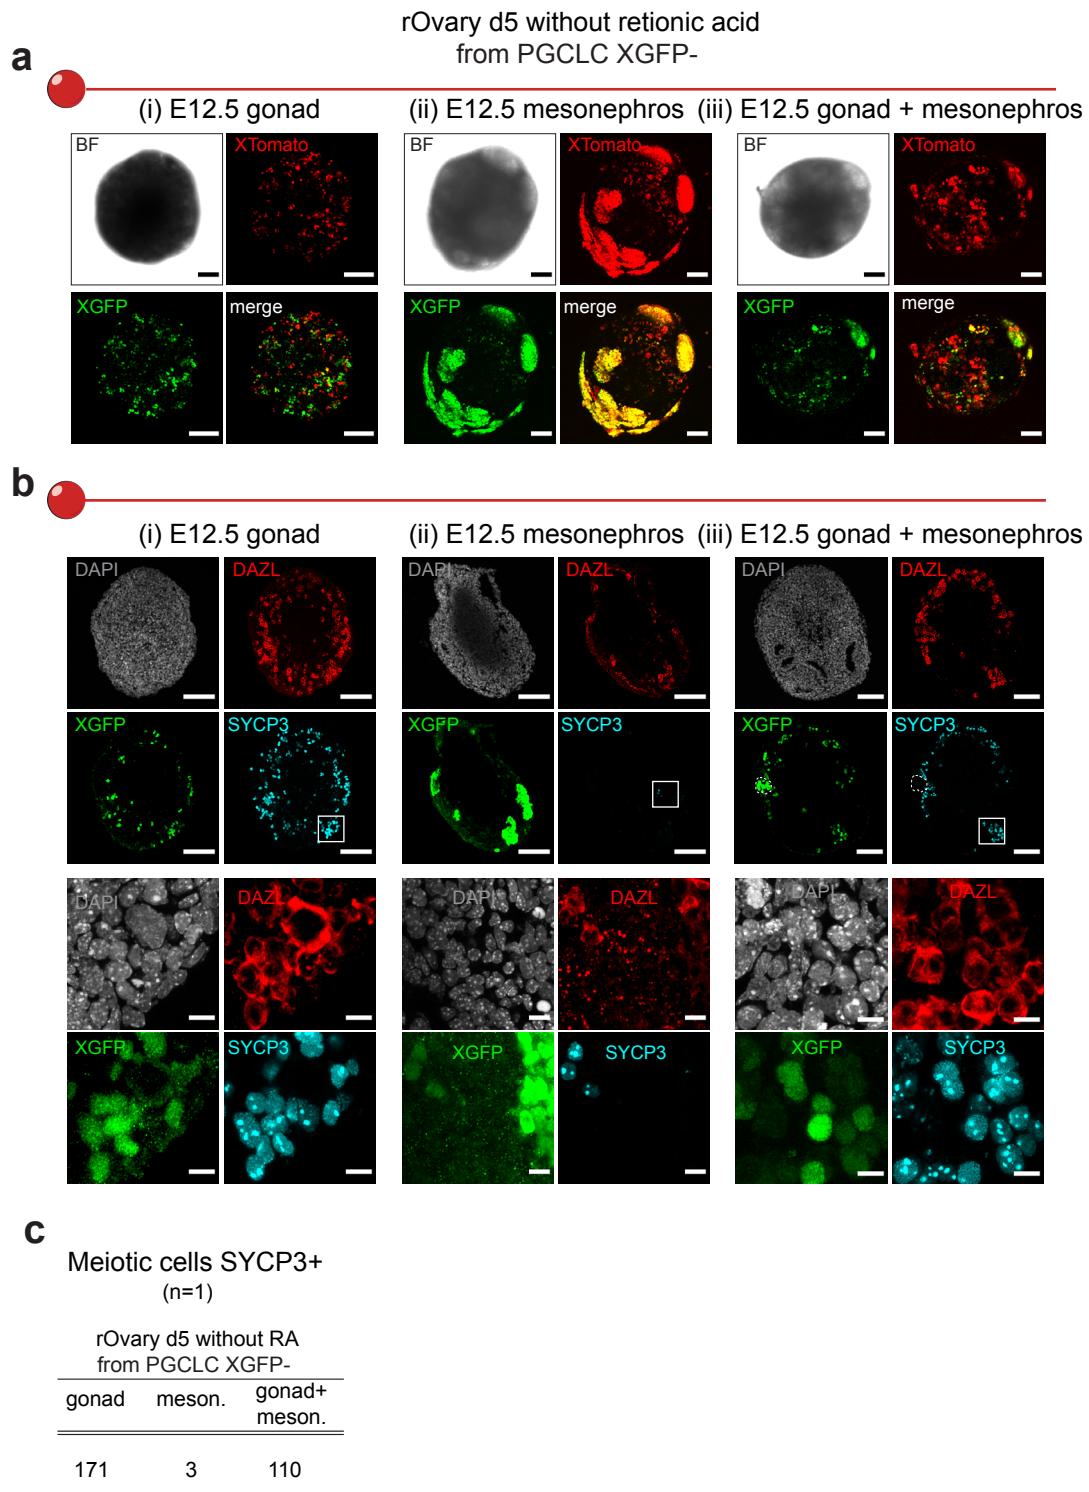 rOvary d5 without retionic acid
from PGCLC XGFP-
a
(i) E12.5 gonad
(ii) E12.5 mesonephros
(iii) E12.5 gonad + mesonephros
BF
XTomato
BF
XTomato
BF
XTomato
XGFP
merge
XGFP
merge
XGFP
merge
b
(i) E12.5 gonad
(ii) E12.5 mesonephros
(iii) E12.5 gonad + mesonephros
DAPI
DAZL
DAPI
DAZL
DAPI
DAZL
XGFP
SYCP3
XGFP
SYCP3
XGFP
SYCP3
DAPI
DAZL
DAPI
DAZL
DAPI
DAZL
XGFP
SYCP3
XGFP
SYCP3
XGFP
SYCP3
c
Meiotic cells SYCP3+
(n=1)
rOvary d5 without RA
from PGCLC XGFP-
gonad meson. gonad+
meson.
171 3 110